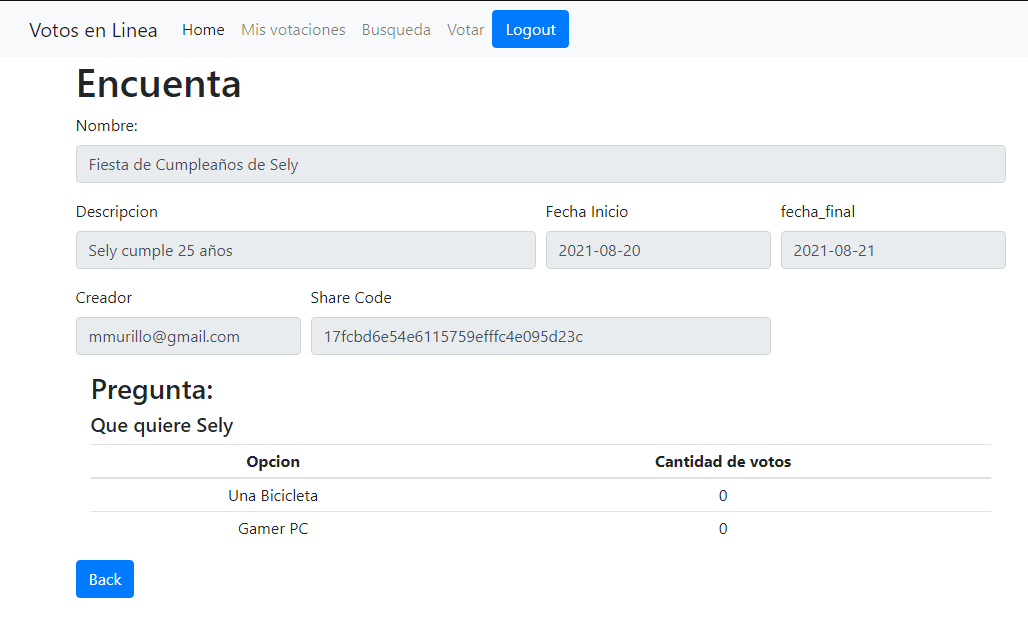 Votos en Linea Home Mis votaciones Busqueda Votar Logout
Encuenta
Nombre:
Fiesta de Cumpleaños de Sely
Descripcion Fecha Inicio fecha_final
Sely cumple 25 años 2021-08-20 2021-08-21
Creador Share Code
mmurillo@gmail.com 17fcbd6e54e6115759efffc4e095d23c
Pregunta:
Que quiere Sely
Opcion Cantidad de votos
Una Bicicleta 0
Gamer PC 0
Back